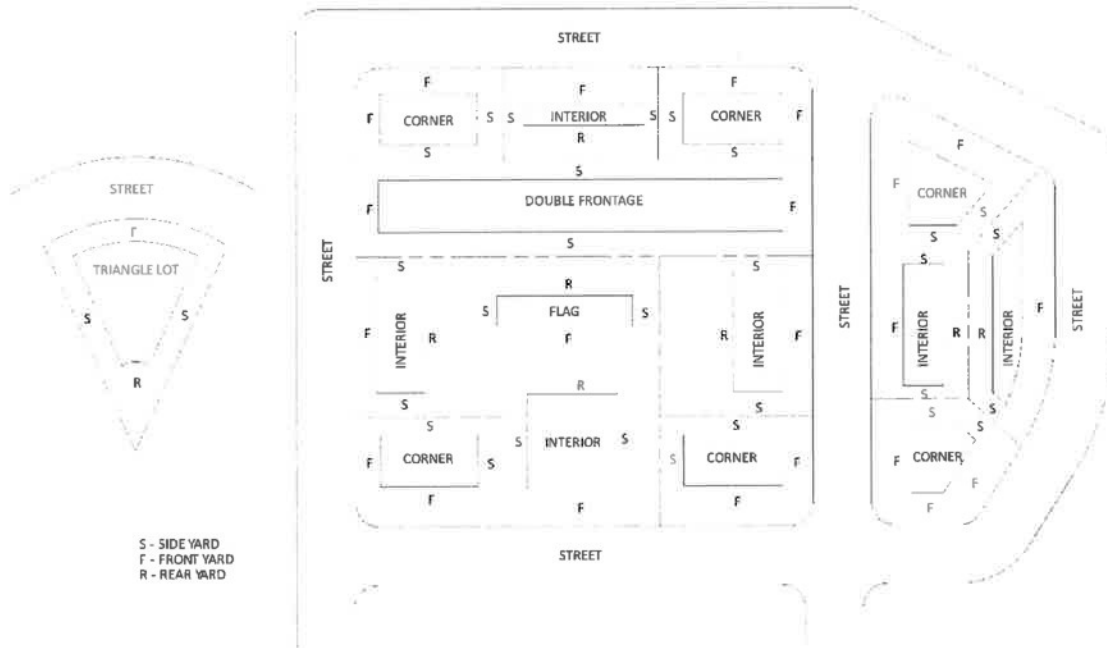 STREET
F F F
F CORNER S S INTERIOR S S CORNER F
R
S S
S
F DOUBLE FRONTAGE F
S
STREET
F
TRIANGLE LOT
S S
R
STREET
S S
R
S FLAG S
F INTERIOR R F R INTERIOR F
R
S S
S S
F CORNER S S INTERIOR S S CORNER F
F F F
STREET
STREET
F
F CORNER
S
S S
S
F INTERIOR R R INTERIOR F
STREET
S S
S S
F CORNER F
F F
S - SIDE YARD
F - FRONT YARD
R - REAR YARD